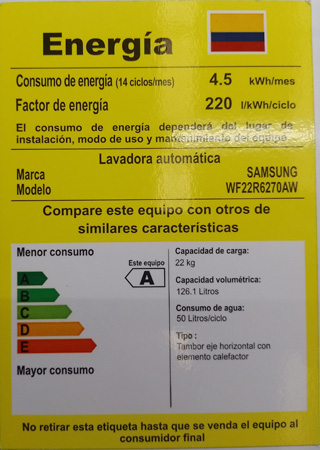 Energía
Consumo de energía (14 ciclos/mes) 4.5 kWh/mes
Factor de energía 220 l/kWh/ciclo
El consumo de energía dependerá del lugar de
instalación, modo de uso y mantenimiento del equipo
Lavadora automática
Marca SAMSUNG
Modelo WF22R6270AW
Compare este equipo con otros de
similares características
Menor consumo
Este equipo
A
A
B
C
D
E
Mayor consumo
Capacidad de carga:
22 kg
Capacidad volumétrica:
126.1 Litros
Consumo de agua:
50 Litros/ciclo
Tipo :
Tambor eje horizontal con
elemento calefactor
No retirar esta etiqueta hasta que se venda el equipo al
consumidor final